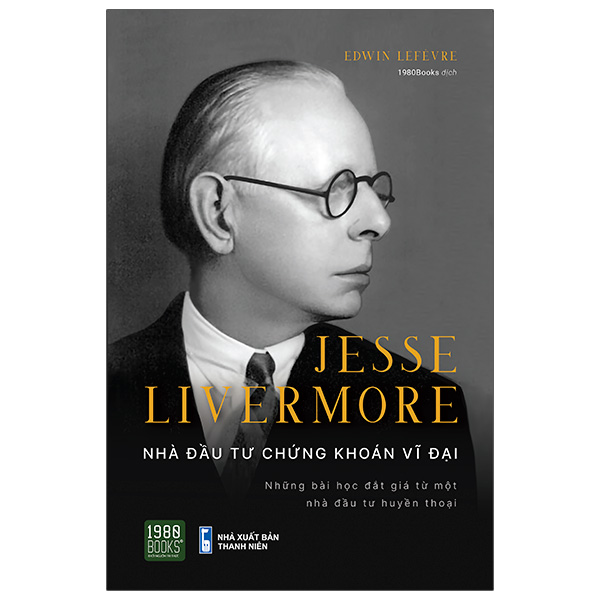 EDWIN LEFÈVRE
1980Books dịch
JESSE
LIVERMORE
NHÀ ĐẦU TƯ CHỨNG KHOÁN VĨ ĐẠI
Những bài học đắt giá từ một
nhà đầu tư huyền thoại
1980
BOOKS®
NHÀ XUẤT BẢN
THANH NIÊN